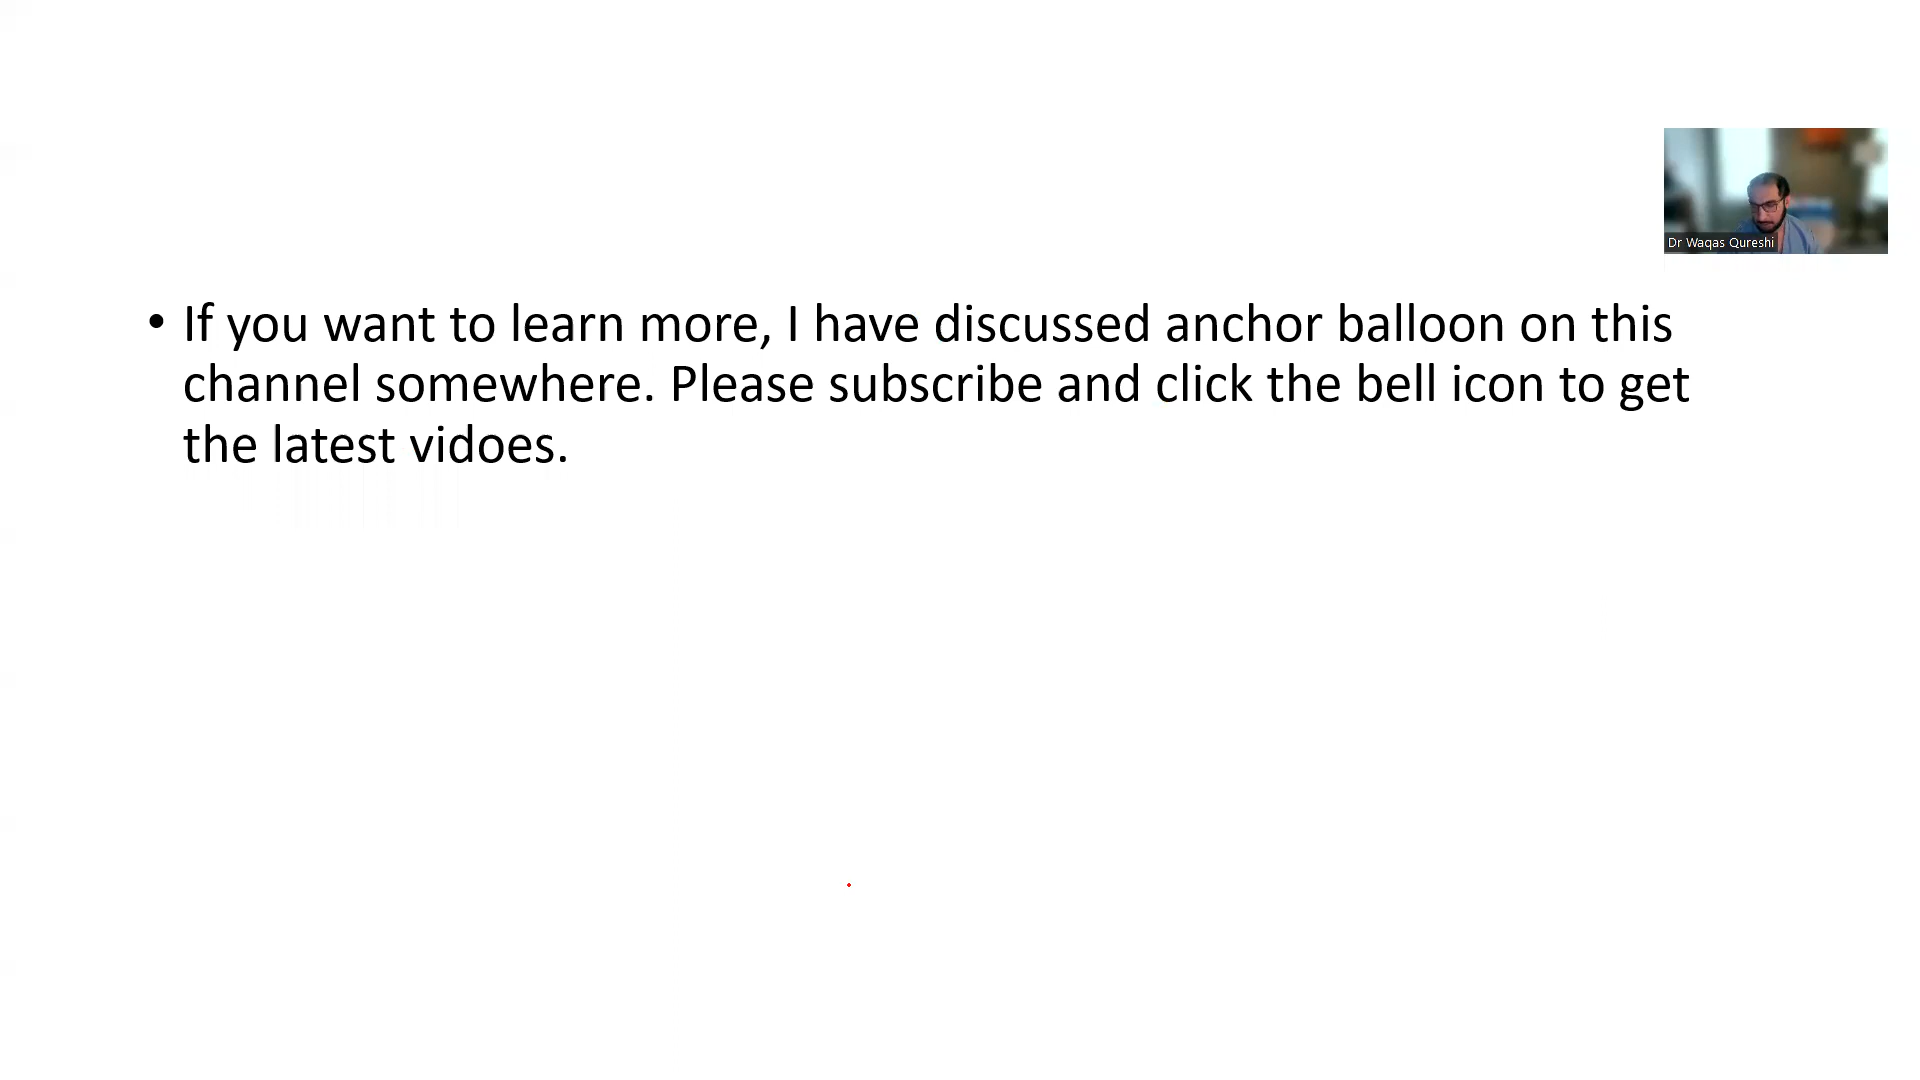 Dr Waqas Qureshi
• If you want to learn more, I have discussed anchor balloon on this
channel somewhere. Please subscribe and click the bell icon to get
the latest vidoes.